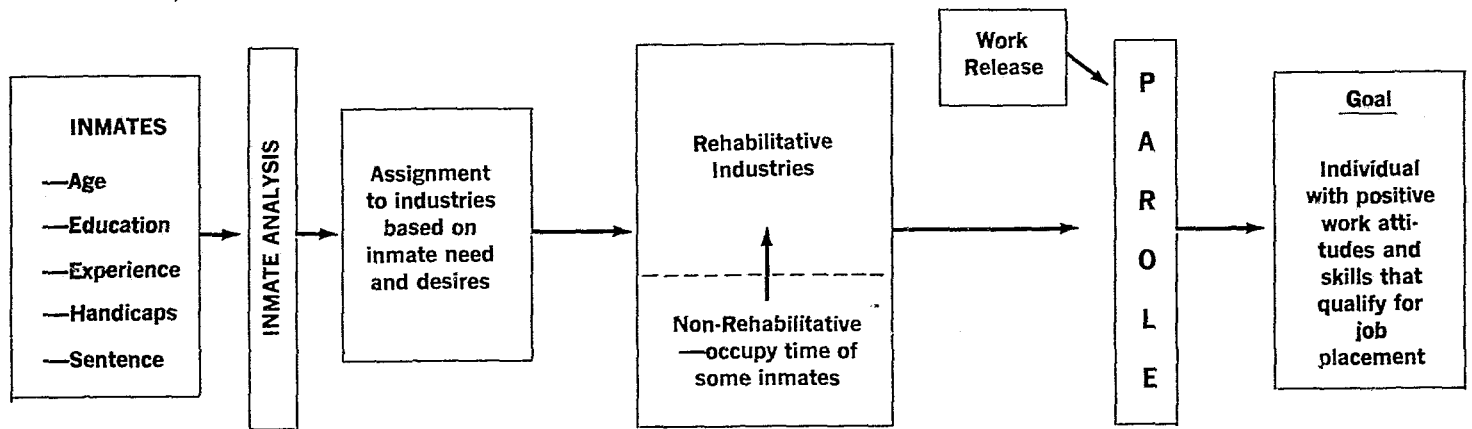 INMATES
—Age
—Education
—Experience
—Handicaps
—Sentence
INMATE ANALYSIS
Assignment
to industries
based on
inmate need
and desires
Rehabilitative
Industries
Non-Rehabilitative
—occupy time of
some inmates
Work
Release
P
A
R
O
L
E
Goal
Individual
with positive
work atti-
tudes and
skills that
qualify for
job
placement